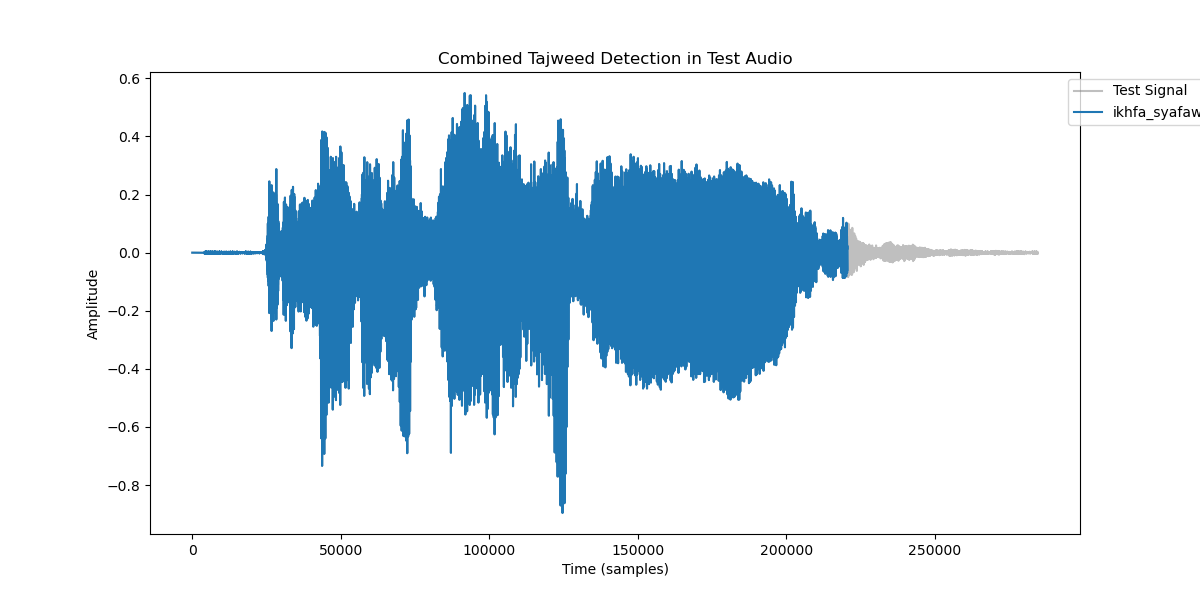 Combined Tajweed Detection in Test Audio
Test Signal
ikhfa_syafaw
Amplitude
0.6
0.4
0.2
0.0
−0.2
−0.4
−0.6
−0.8
0 50000 100000 150000 200000 250000
Time (samples)